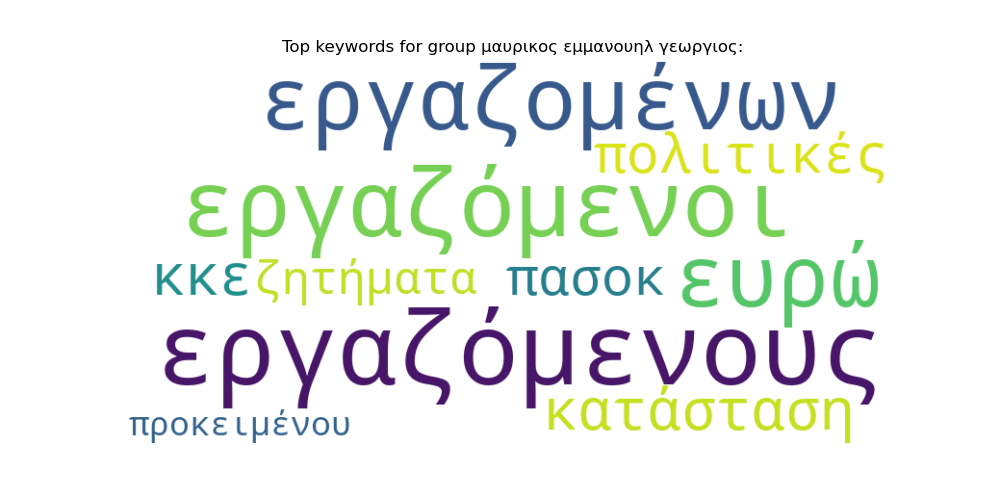 Top keywords for group μαυρικος εμμανουηλ γεωργιος:
εργαζομένων
πολιτικές
εργαζόμενοι
κκε ζητήματα πασοκ ευρώ
εργαζόμενους
προκειμένου κατάσταση